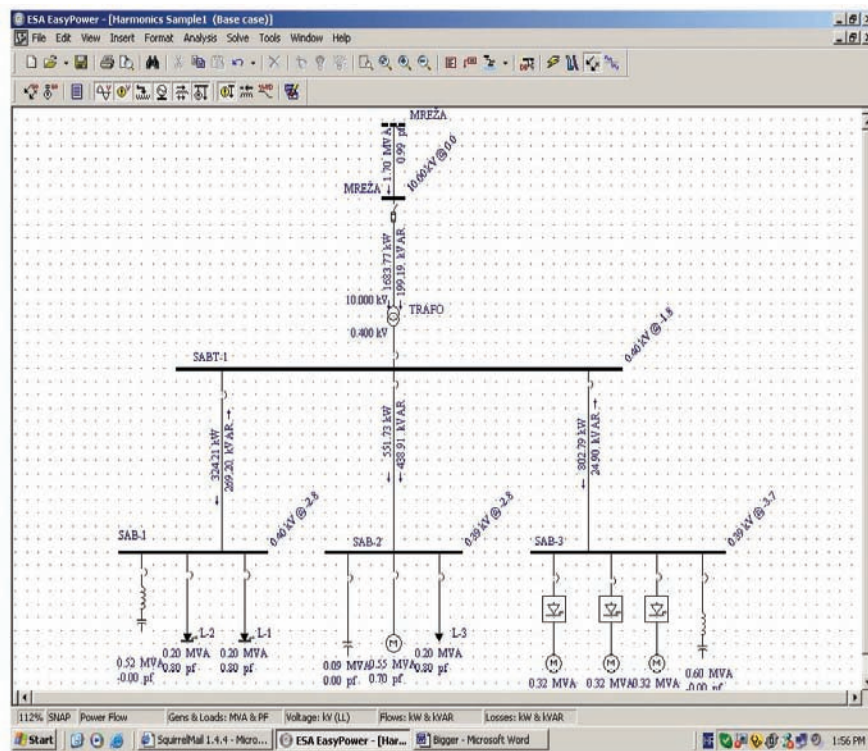 ESA EasyPower - [Harmonics Sample1 (Base case)]
File Edit View Insert Format Analysis Solve Tools Window Help
MREŽA
1.70 MVA
0.99 pf
10.00 kV @ 0.0
MREŽA
1683.77 kW
199.19 kVAR
10.000 kV
TRAFO
0.400 kV
SABT-1
0.40 kV @ -1.8
324.21 kW
269.20 kVAR
551.73 kW
438.91 kVAR
802.79 kW
24.90 kVAR
SAB-1
0.40 kV @ -2.8
SAB-2
0.39 kV @ -2.8
SAB-3
0.39 kV @ -3.7
L-2
L-1
L-3
0.52 MVA
-0.00 pf
0.20 MVA
0.80 pf
0.20 MVA
0.80 pf
0.09 MVA
0.00 pf
0.55 MVA
0.70 pf
0.20 MVA
0.80 pf
0.32 MVA
0.32 MVA
0.32 MVA
0.60 MVA
-0.00 pf
112% SNAP Power Flow Gens & Loads: MVA & PF Voltage: kV (LL) Flows: kW & kVAR Losses: kW & kVAR
Start SquirrelMail 1.4.4 - Micro... ESA EasyPower - [Har... Bigger - Microsoft Word 1:56 PM